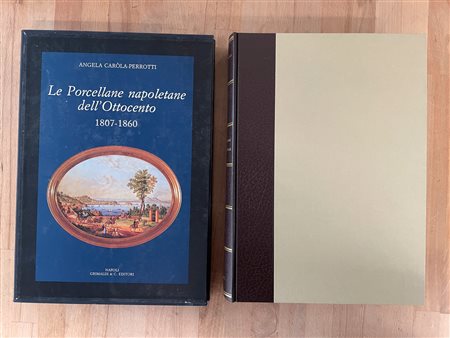 ANGELA CARÒLA-PERROTTI
Le Porcellane napoletane
dell'Ottocento
1807-1860
NAPOLI
GRIMALDI & C. EDITORI